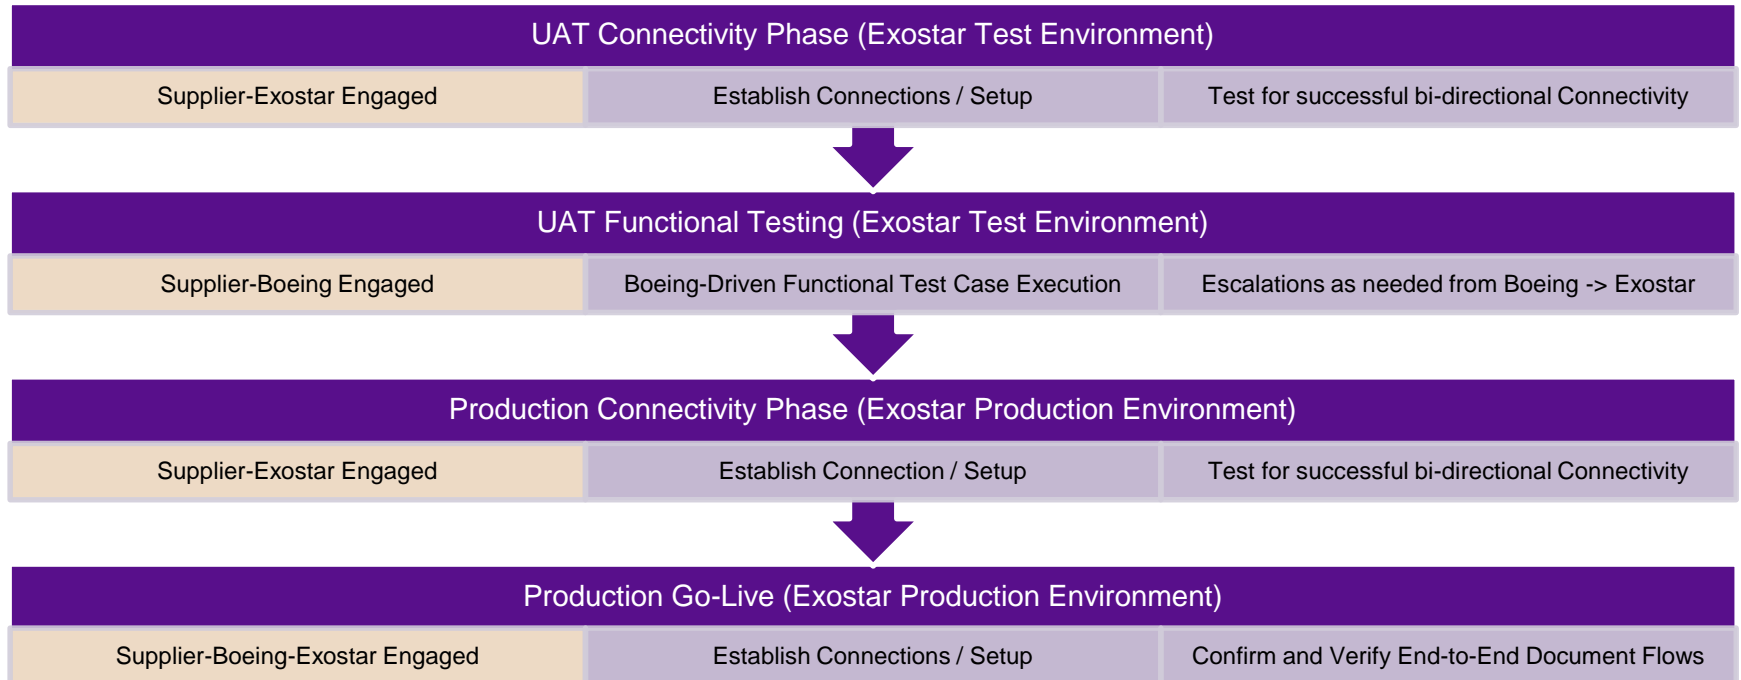 UAT Connectivity Phase (Exostar Test Environment)
Supplier-Exostar Engaged
Establish Connections / Setup
Test for successful bi-directional Connectivity
UAT Functional Testing (Exostar Test Environment)
Supplier-Boeing Engaged
Boeing-Driven Functional Test Case Execution
Escalations as needed from Boeing -> Exostar
Production Connectivity Phase (Exostar Production Environment)
Supplier-Exostar Engaged
Establish Connection / Setup
Test for successful bi-directional Connectivity
Production Go-Live (Exostar Production Environment)
Supplier-Boeing-Exostar Engaged
Establish Connections / Setup
Confirm and Verify End-to-End Document Flows